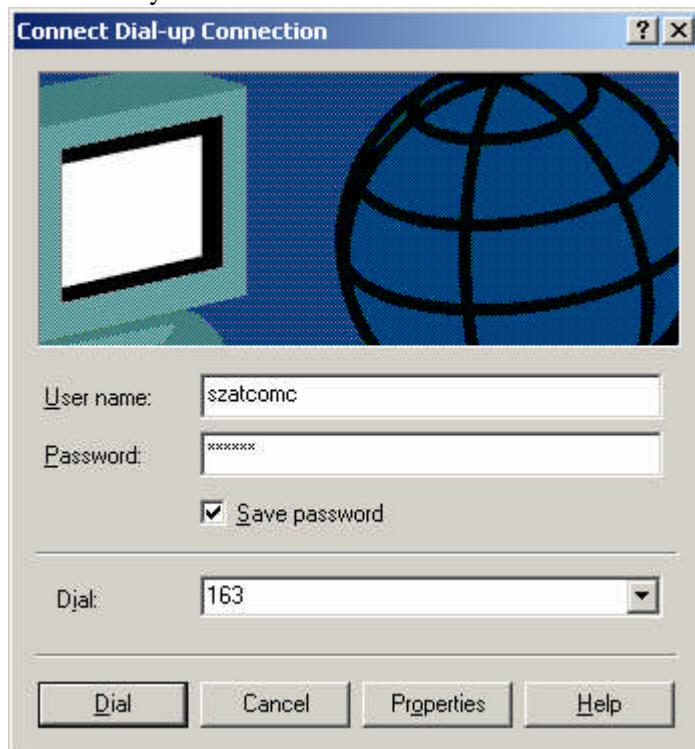 Connect Dial-up Connection
User name: szatcomc
Password: ******
Save password
Dial: 163
Dial Cancel Properties Help